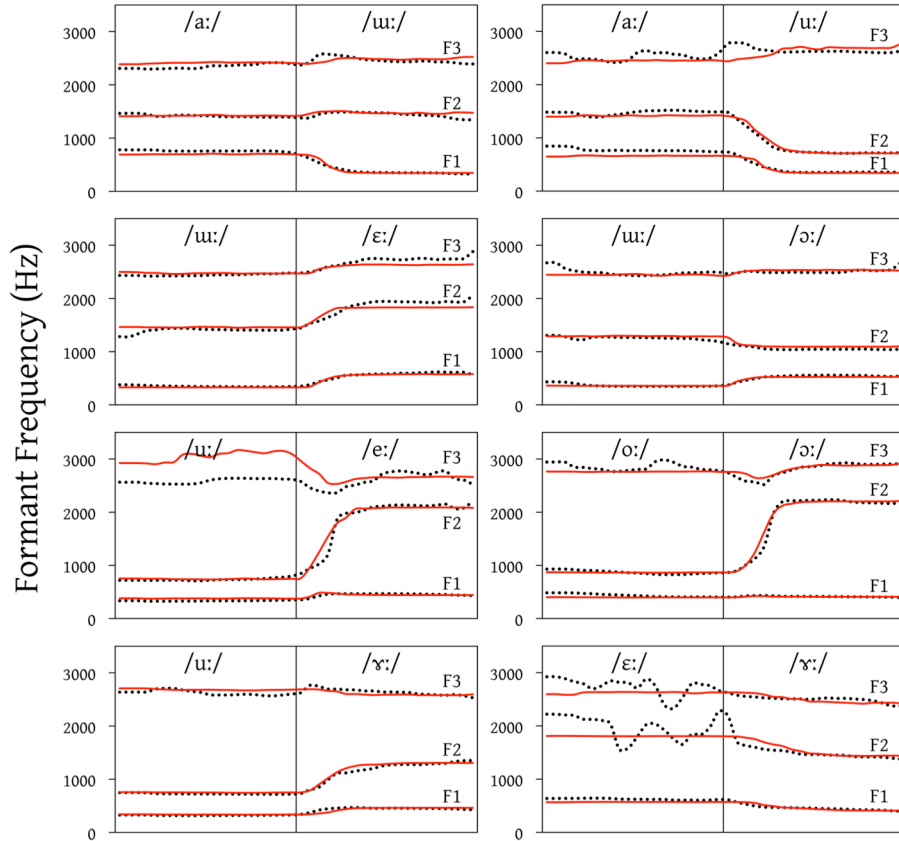 Formant Frequency (Hz)
/aː/ /ɯː/
3000
2000
1000
0
F3
F2
F1
/aː/ /uː/
3000
2000
1000
0
F3
F2
F1
/ɯː/ /ɛː/
3000
2000
1000
0
F3
F2
F1
/ɯː/ /ɔː/
3000
2000
1000
0
F3
F2
F1
/uː/ /eː/
3000
2000
1000
0
F3
F2
F1
/oː/ /ɔː/
3000
2000
1000
0
F3
F2
F1
/uː/ /ɤː/
3000
2000
1000
0
F3
F2
F1
/ɛː/ /ɤː/
3000
2000
1000
0
F3
F2
F1